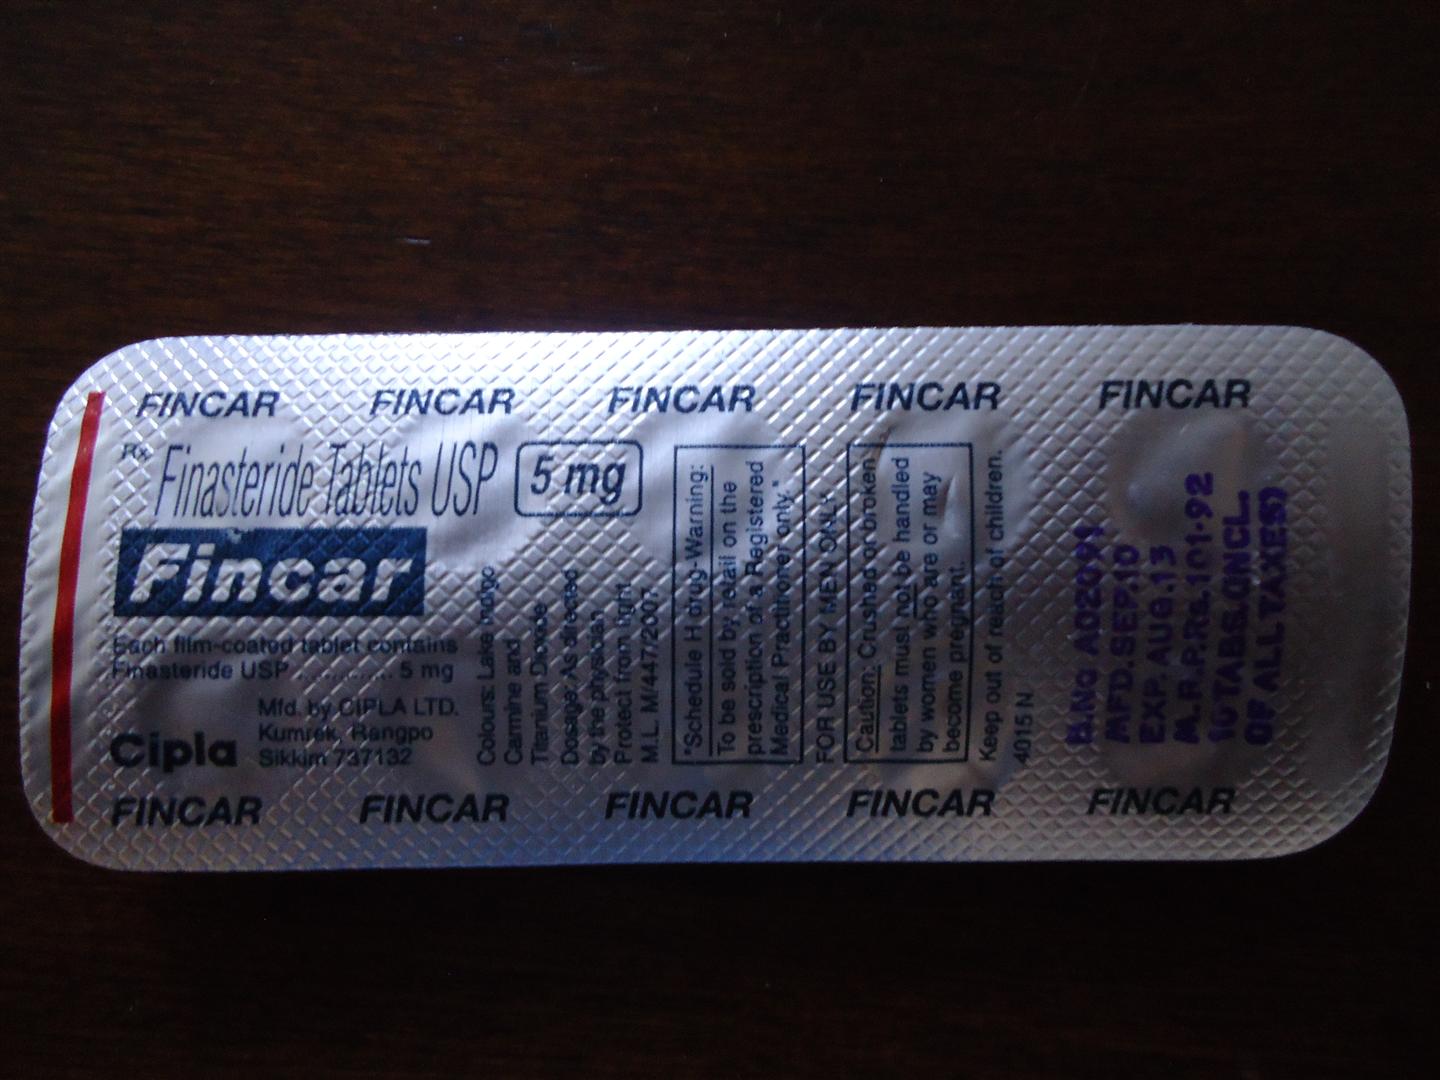 FINCAR FINCAR FINCAR FINCAR FINCAR
Rx
Finasteride Tablets USP 5 mg
Fincar
Each film-coated tablet contains
Finasteride USP .............. 5 mg
Mfd. by CIPLA LTD.
Kumrek, Rangpo
Sikkim 737132
Cipla
Colours: Lake Indigo
Carmine and
Titanium Dioxide
Dosage: As directed
by the physician
Protect from light
M.L. M/447/2007
"Schedule H drug-Warning:
To be sold by retail on the
prescription of a Registered
Medical Practitioner only."
FOR USE BY MEN ONLY
Caution: Crushed or broken
tablets must not be handled
by women who are or may
become pregnant.
Keep out of reach of children.
4015 N
B.No A02091
MFD. SEP.10
EXP. AUG.13
M.R.P.Rs.101.92
10 TABS.(INCL.
OF ALL TAXES)
FINCAR FINCAR FINCAR FINCAR FINCAR